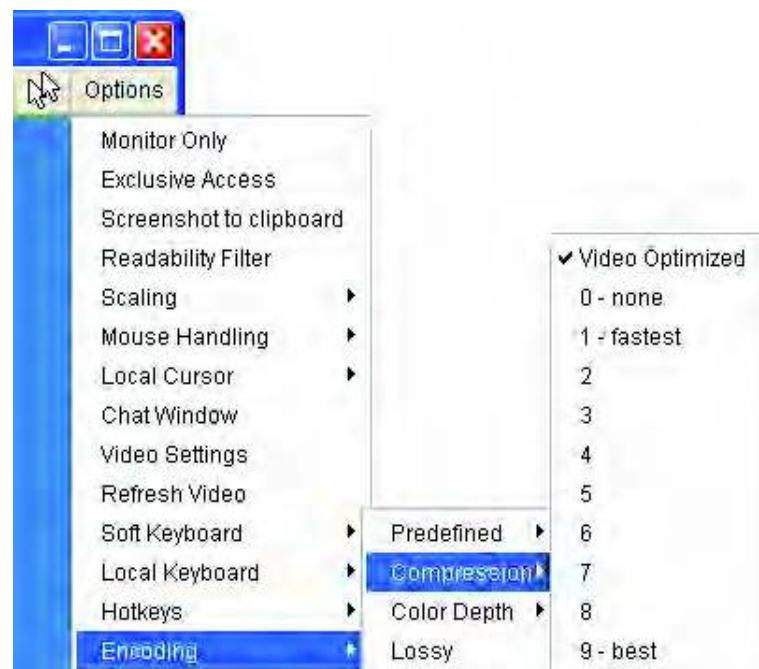 Options
Monitor Only
Exclusive Access
Screenshot to clipboard
Readability Filter
Scaling
Mouse Handling
Local Cursor
Chat Window
Video Settings
Refresh Video
Soft Keyboard
Local Keyboard
Hotkeys
Encoding
Predefined
Compression
Color Depth
Lossy
Video Optimized
0 - none
1 - fastest
2
3
4
5
6
7
8
9 - best